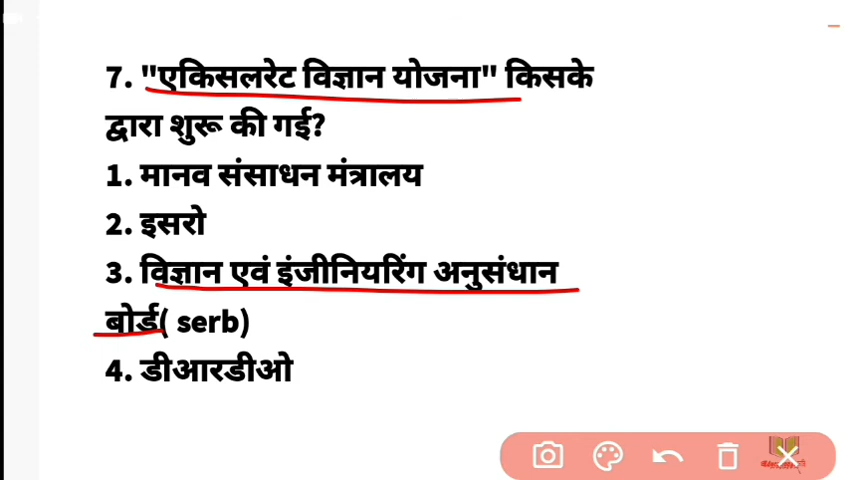 7. "एकिसलरेट विज्ञान योजना" किसके
द्वारा शुरू की गई?
1. मानव संसाधन मंत्रालय
2. इसरो
3. विज्ञान एवं इंजीनियरिंग अनुसंधान
बोर्ड( serb)
4. डीआरडीओ